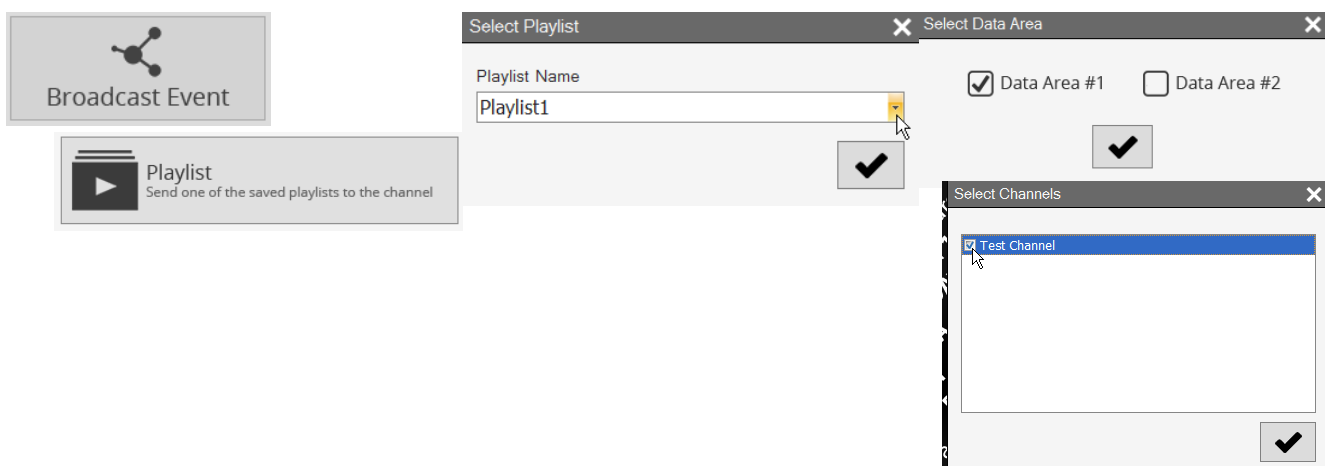 Broadcast Event
Playlist
Send one of the saved playlists to the channel
Select Playlist
Playlist Name
Playlist1
Select Data Area
Data Area #1
Data Area #2
Select Channels
Test Channel